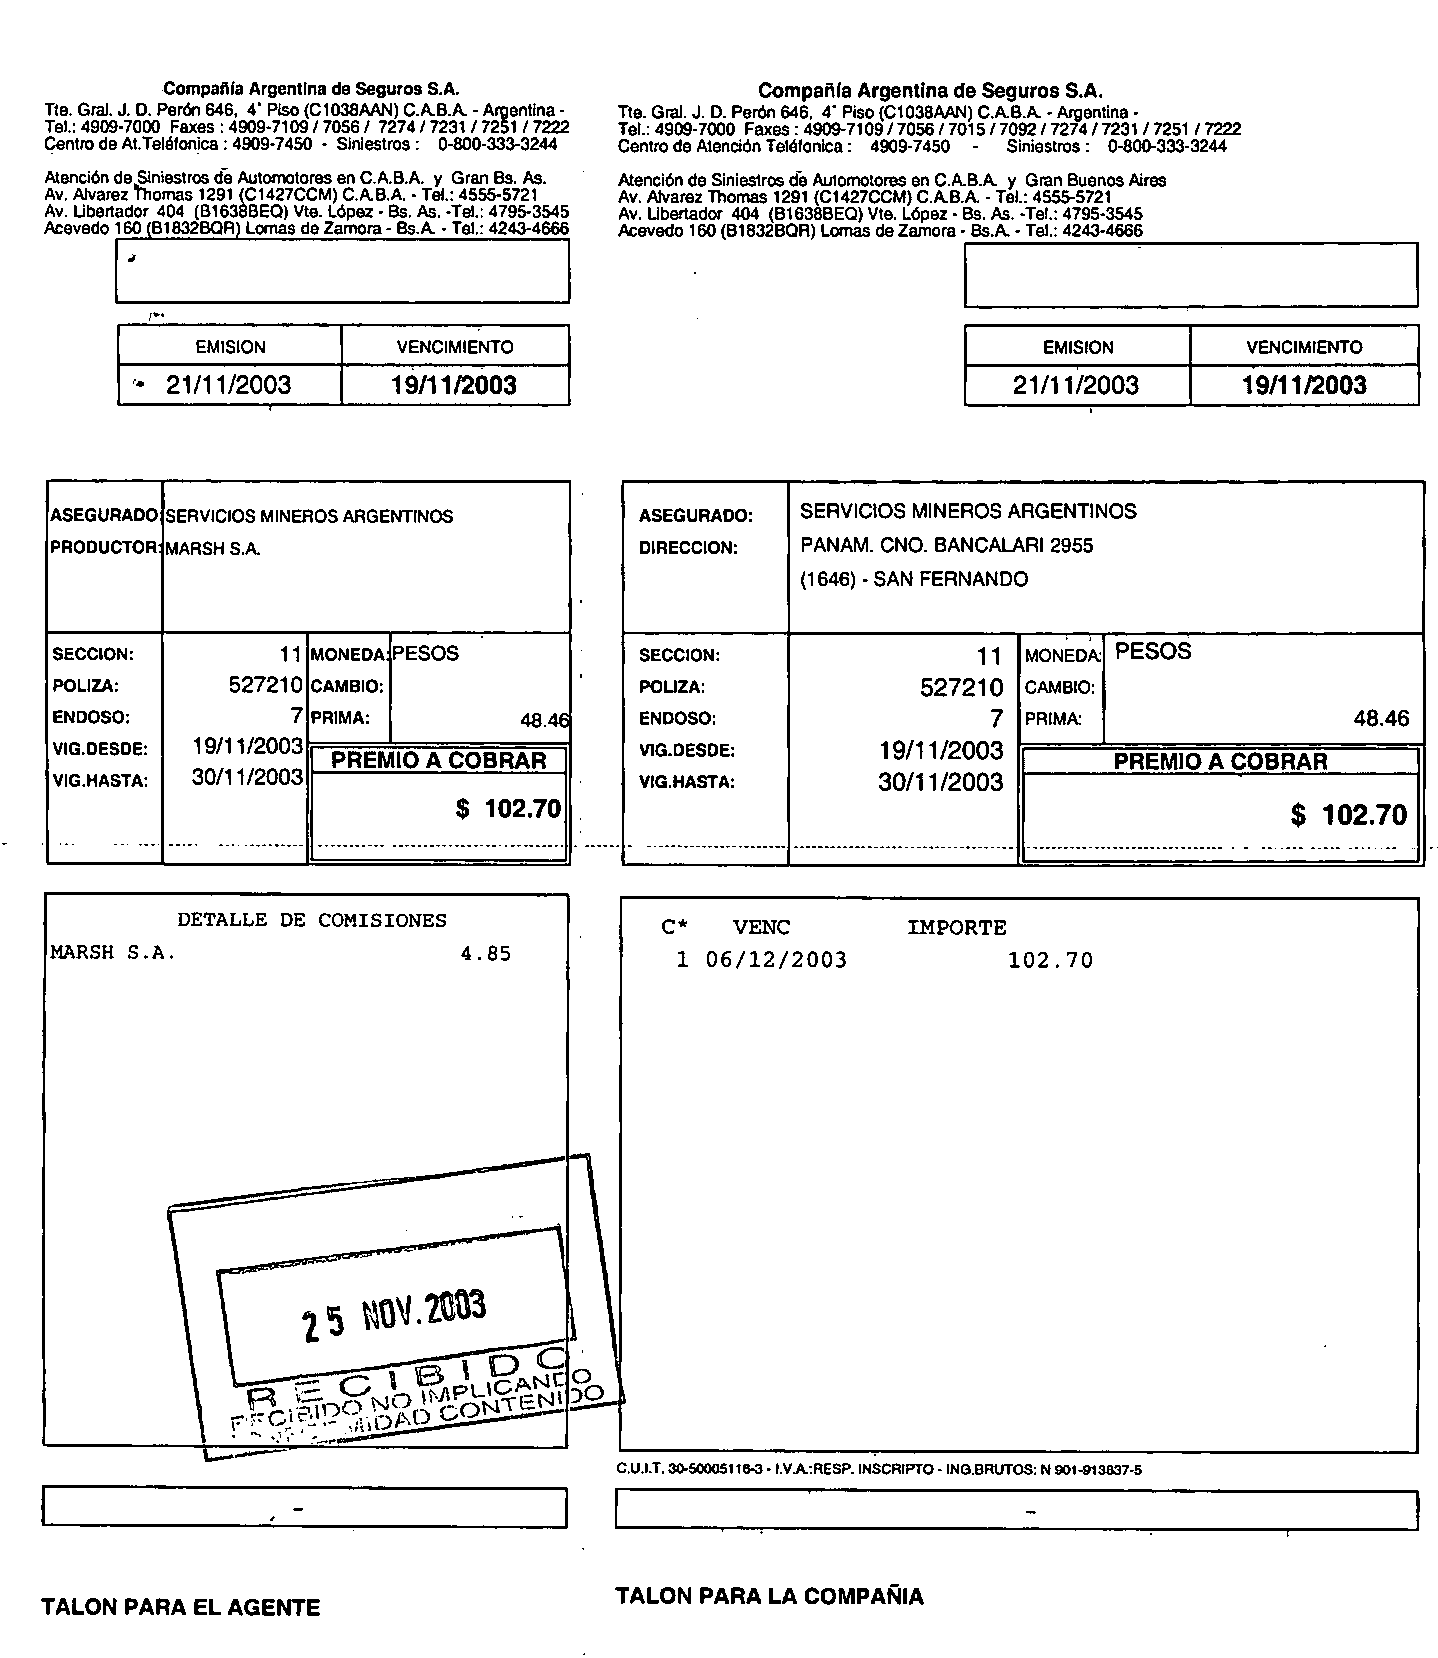 Compañía Argentina de Seguros S.A.
Tte. Gral. J. D. Perón 646, 4° Piso (C1038AAN) C.A.B.A. - Argentina -
Tel.: 4909-7000 Faxes : 4909-7109 / 7056 / 7274 / 7231 / 7251 / 7222
Centro de At.Teléfonica : 4909-7450 - Siniestros : 0-800-333-3244
Atención de Siniestros de Automotores en C.A.B.A. y Gran Bs. As.
Av. Alvarez Thomas 1291 (C1427CCM) C.A.B.A. - Tel.: 4555-5721
Av. Libertador 404 (B1638BEQ) Vte. López - Bs. As. -Tel.: 4795-3545
Acevedo 160 (B1832BQR) Lomas de Zamora - Bs.A. - Tel.: 4243-4666
EMISION VENCIMIENTO
21/11/2003 19/11/2003
ASEGURADO: SERVICIOS MINEROS ARGENTINOS
PRODUCTOR: MARSH S.A.
SECCION: 11 MONEDA: PESOS
POLIZA: 527210 CAMBIO:
ENDOSO: 7 PRIMA: 48.46
VIG.DESDE: 19/11/2003 PREMIO A COBRAR
VIG.HASTA: 30/11/2003
$ 102.70
DETALLE DE COMISIONES
MARSH S.A. 4.85
25 NOV.2003
RECIBIDO
RECIBIDO NO IMPLICANDO
CONTENIDO
-
TALON PARA EL AGENTE
Compañía Argentina de Seguros S.A.
Tte. Gral. J. D. Perón 646, 4° Piso (C1038AAN) C.A.B.A. - Argentina -
Tel.: 4909-7000 Faxes : 4909-7109 / 7056 / 7015 / 7092 / 7274 / 7231 / 7251 / 7222
Centro de Atención Teléfonica : 4909-7450 - Siniestros : 0-800-333-3244
Atención de Siniestros de Automotores en C.A.B.A. y Gran Buenos Aires
Av. Alvarez Thomas 1291 (C1427CCM) C.A.B.A. - Tel.: 4555-5721
Av. Libertador 404 (B1638BEQ) Vte. López - Bs. As. -Tel.: 4795-3545
Acevedo 160 (B1832BQR) Lomas de Zamora - Bs.A. - Tel.: 4243-4666
EMISION VENCIMIENTO
21/11/2003 19/11/2003
ASEGURADO: SERVICIOS MINEROS ARGENTINOS
DIRECCION: PANAM. CNO. BANCALARI 2955
(1646) - SAN FERNANDO
SECCION: 11 MONEDA: PESOS
POLIZA: 527210 CAMBIO:
ENDOSO: 7 PRIMA: 48.46
VIG.DESDE: 19/11/2003 PREMIO A COBRAR
VIG.HASTA: 30/11/2003
$ 102.70
C* VENC IMPORTE
1 06/12/2003 102.70
C.U.I.T. 30-50005116-3 - I.V.A.:RESP. INSCRIPTO - ING.BRUTOS: N 901-913837-5
-
TALON PARA LA COMPAÑIA